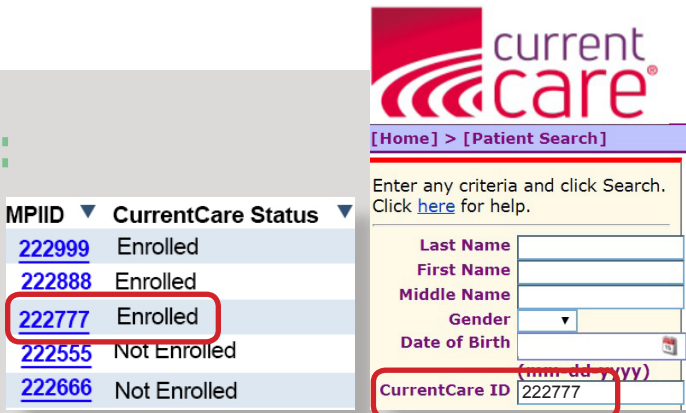 current
care®
[Home] > [Patient Search]
Enter any criteria and click Search.
Click here for help.
Last Name
First Name
Middle Name
Gender
Date of Birth
(mm-dd-yyyy)
CurrentCare ID 222777
:
MPIID ▼ CurrentCare Status ▼
222999 Enrolled
222888 Enrolled
222777 Enrolled
222555 Not Enrolled
222666 Not Enrolled